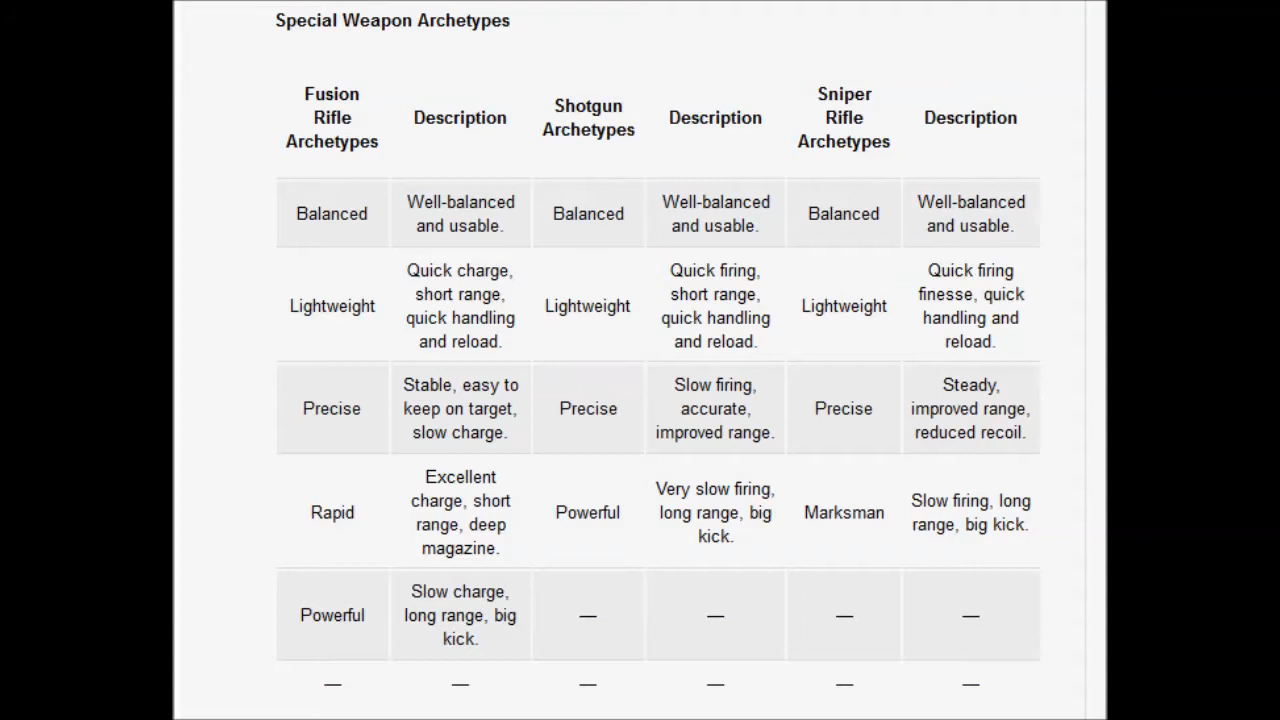 Special Weapon Archetypes
Fusion
Rifle
Archetypes
Description
Shotgun
Archetypes
Description
Sniper
Rifle
Archetypes
Description
Balanced
Well-balanced
and usable.
Balanced
Well-balanced
and usable.
Balanced
Well-balanced
and usable.
Lightweight
Quick charge,
short range,
quick handling
and reload.
Lightweight
Quick firing,
short range,
quick handling
and reload.
Lightweight
Quick firing
finesse, quick
handling and
reload.
Precise
Stable, easy to
keep on target,
slow charge.
Precise
Slow firing,
accurate,
improved range.
Precise
Steady,
improved range,
reduced recoil.
Rapid
Excellent
charge, short
range, deep
magazine.
Powerful
Very slow firing,
long range, big
kick.
Marksman
Slow firing, long
range, big kick.
Powerful
Slow charge,
long range, big
kick.
—
—
—
—
—
—
—
—
—
—